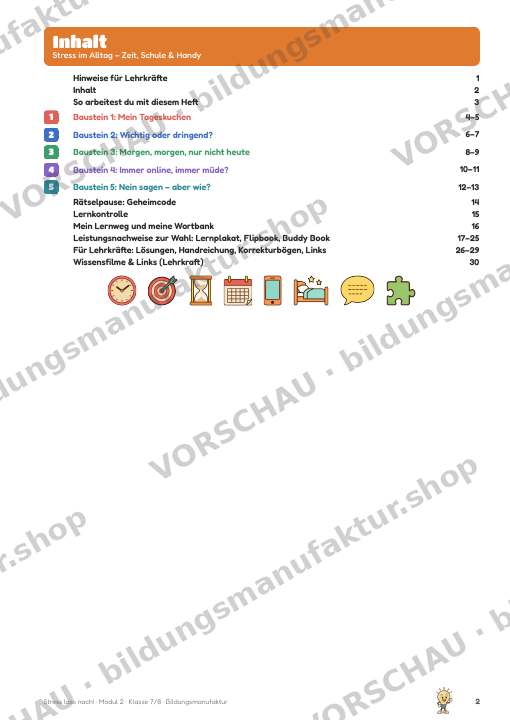 Inhalt
Stress im Alltag – Zeit, Schule & Handy
Hinweise für Lehrkräfte 1
Inhalt 2
So arbeitest du mit diesem Heft 3
1 Baustein 1: Mein Tageskuchen 4–5
2 Baustein 2: Wichtig oder dringend? 6–7
3 Baustein 3: Morgen, morgen, nur nicht heute 8–9
4 Baustein 4: Immer online, immer müde? 10–11
5 Baustein 5: Nein sagen – aber wie? 12–13
Rätselpause: Geheimcode 14
Lernkontrolle 15
Mein Lernweg und meine Wortbank 16
Leistungsnachweise zur Wahl: Lernplakat, Flipbook, Buddy Book 17–25
Für Lehrkräfte: Lösungen, Handreichung, Korrekturbögen, Links 26–29
Wissensfilme & Links (Lehrkraft) 30
VORSCHAU · bildungsmanufaktur.shop
Stress lass nach! · Modul 2 · Klasse 7/8 · Bildungsmanufaktur
2